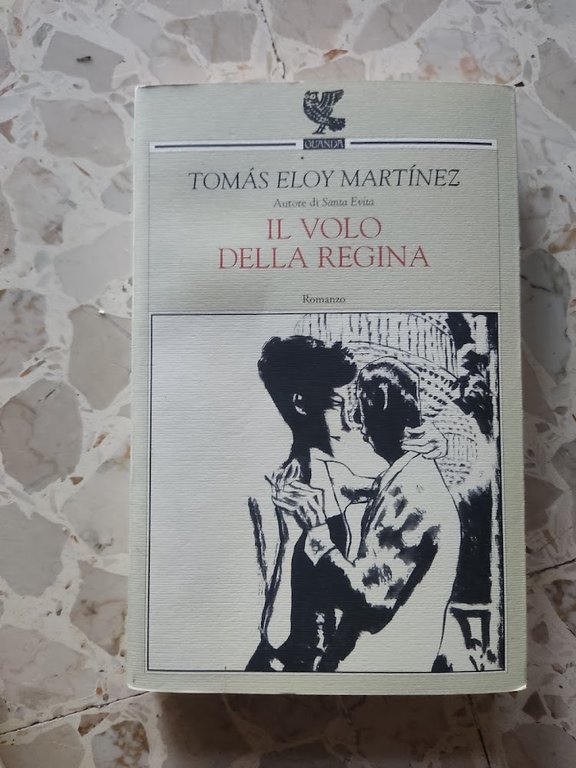 GUANDA
TOMÁS ELOY MARTÍNEZ
Autore di Santa Evita
IL VOLO
DELLA REGINA
Romanzo